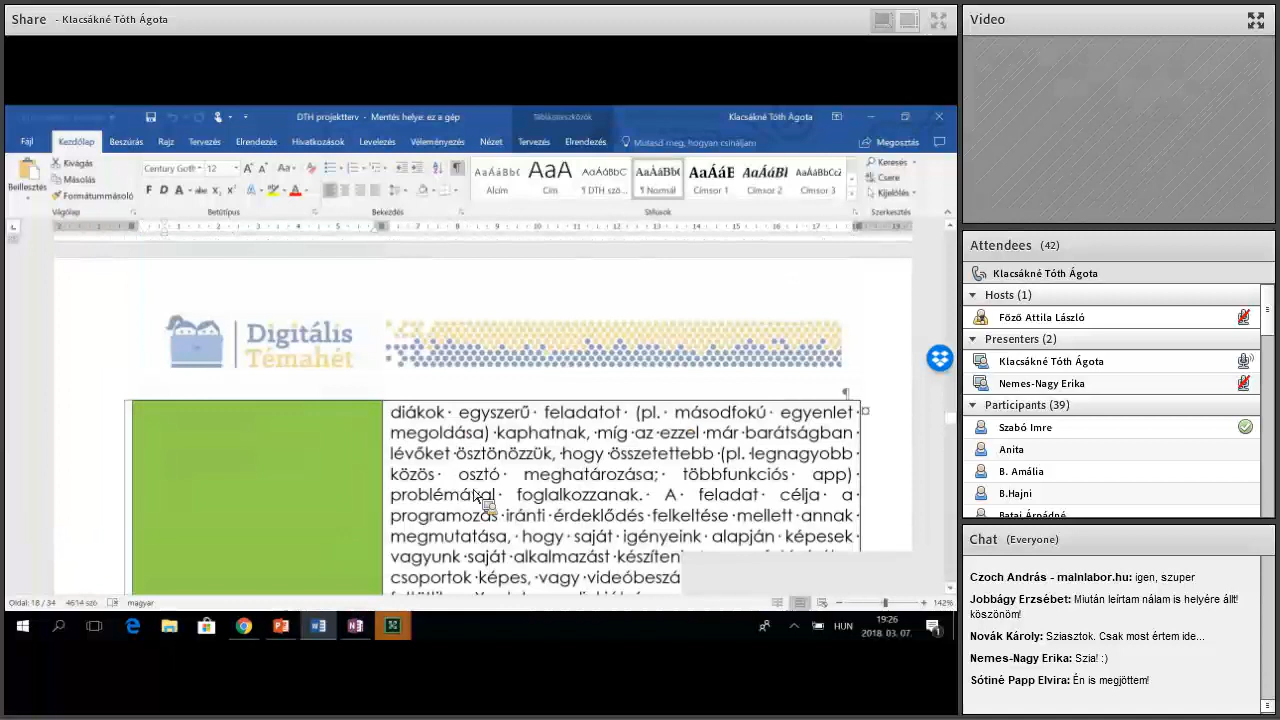 Share - Klacsákné Tóth Ágota
DTH projektterv - Mentés helye: ez a gép
Táblázateszközök
Klacsákné Tóth Ágota
Fájl Kezdőlap Beszúrás Rajz Tervezés Elrendezés Hivatkozások Levelezés Véleményezés Nézet Tervezés Elrendezés Mutasd meg, hogyan csináljam Megosztás
Beillesztés
Kivágás
Másolás
Formátummásoló
Vágólap
Century Goth 12
Betűtípus
Bekezdés
AaBbCcDc Alcím
AaA Cím
AaBbCc ¶ DTH szö...
¶ Normál
AaBbE Címsor 1
Címsor 2
AaBbCcDd Címsor 3
Stílusok
Keresés
Csere
Kijelölés
Szerkesztés
Digitális
Témahét
diákok egyszerű feladatot (pl. másodfokú egyenlet
megoldása) kaphatnak, míg az ezzel már barátságban
lévőket ösztönözzük, hogy összetettebb (pl. legnagyobb
közös osztó meghatározása; többfunkciós app)
problémákkal foglalkozzanak. A feladat célja a
programozás iránti érdeklődés felkeltése mellett annak
megmutatása, hogy saját igényeink alapján képesek
vagyunk saját alkalmazást készíten
csoportok képes, vagy videóbeszá
Oldal: 18 / 34 4614 szó magyar
142%
HUN
19:26
2018. 03. 07.
Video
Attendees (42)
Klacsákné Tóth Ágota
Hosts (1)
Főző Attila László
Presenters (2)
Klacsákné Tóth Ágota
Nemes-Nagy Erika
Participants (39)
Szabó Imre
Anita
B. Amália
B.Hajni
Batai Árpádné
Chat (Everyone)
Czoch András - malnlabor.hu: igen, szuper
Jobbágy Erzsébet: Miután leírtam nálam is helyére állt!
köszönöm!
Novák Károly: Sziasztok. Csak most értem ide...
Nemes-Nagy Erika: Szia! :)
Sótiné Papp Elvira: Én is megjöttem!